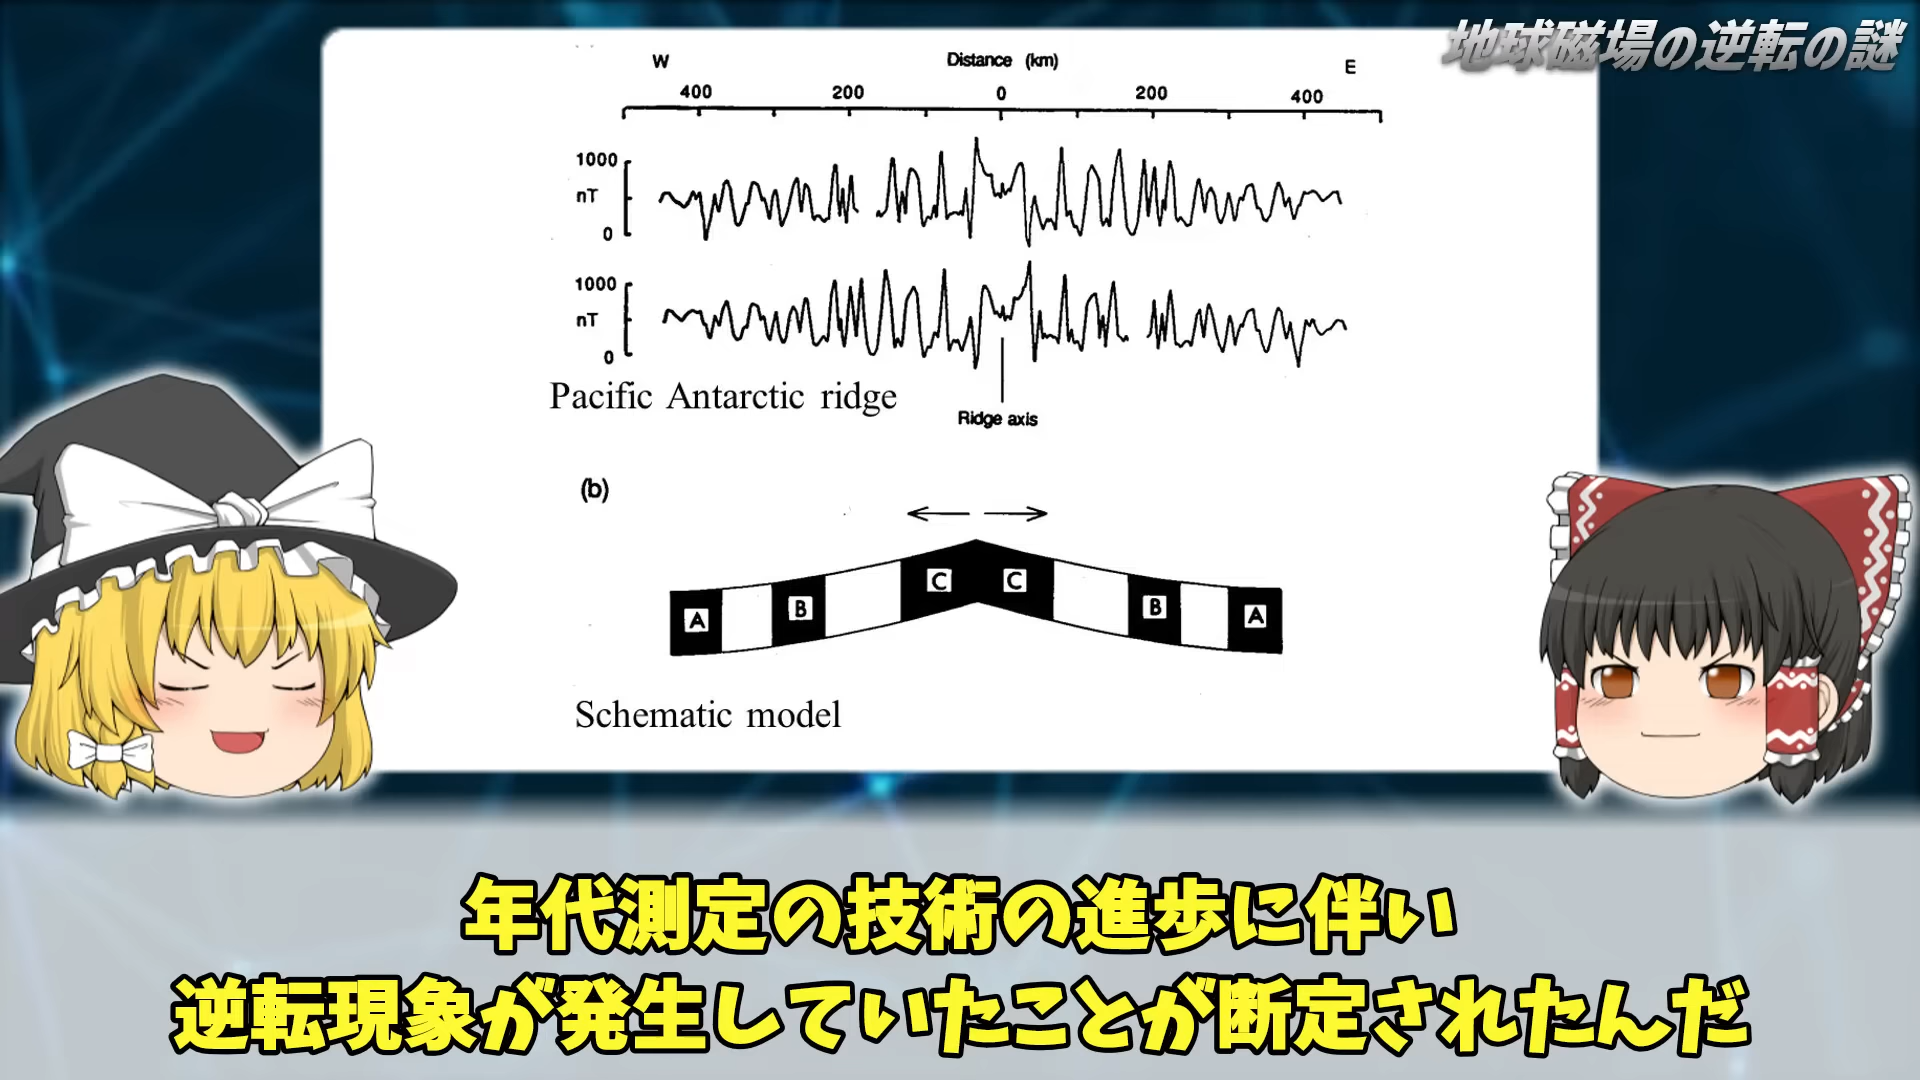 地球磁場の逆転の謎
W Distance (km) E
400 200 0 200 400
1000
nT
0
1000
nT
0
Pacific Antarctic ridge
Ridge axis
(b)
A B C C B A
Schematic model
年代測定の技術の進歩に伴い
逆転現象が発生していたことが断定されたんだ